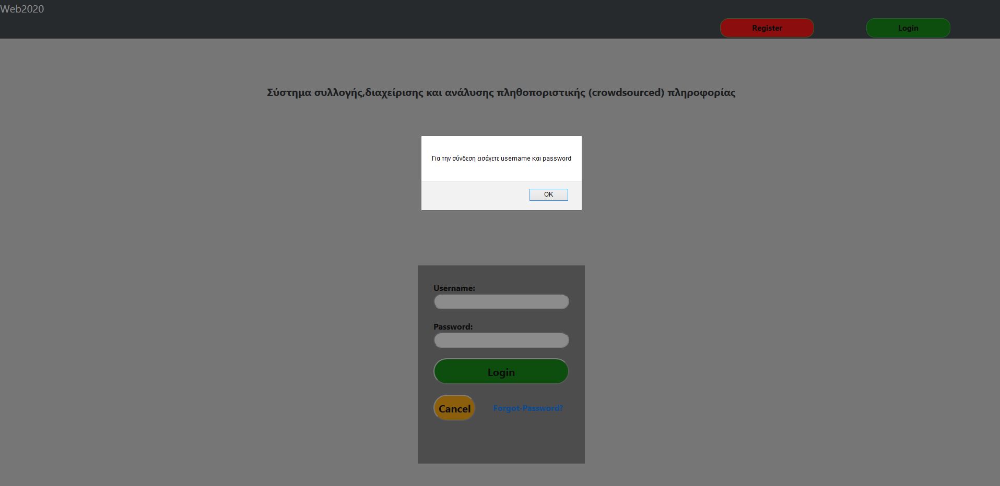 Web2020
Register Login
Σύστημα συλλογής,διαχείρισης και ανάλυσης πληθοποριστικής (crowdsourced) πληροφορίας
Για την σύνδεση εισάγετε username και password
OK
Username:
Password:
Login
Cancel Forgot-Password?